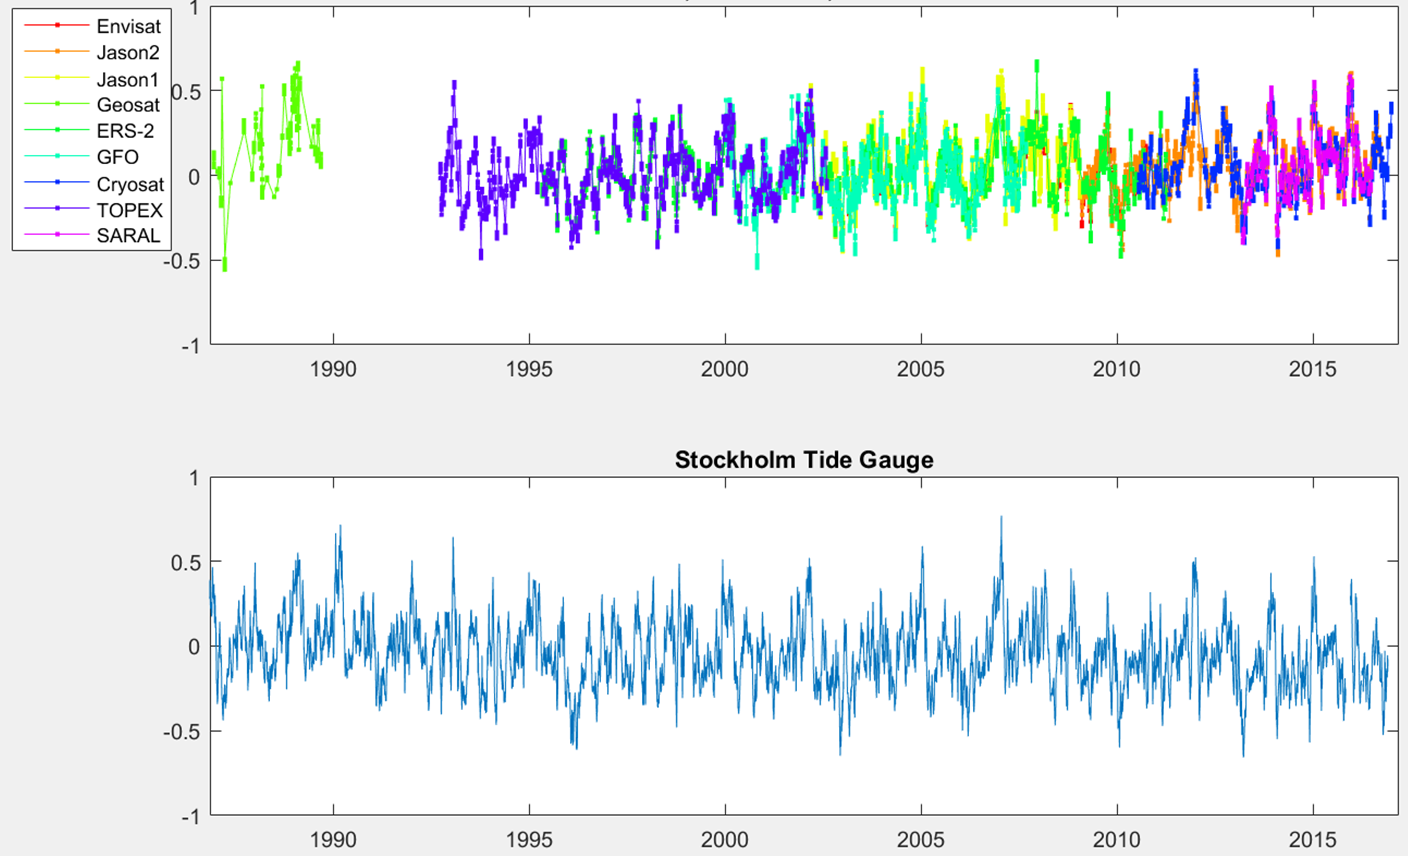 1
Envisat
Jason2
Jason1
Geosat
ERS-2
GFO
Cryosat
TOPEX
SARAL
0.5
0
-0.5
-1
1990 1995 2000 2005 2010 2015
Stockholm Tide Gauge
1
0.5
0
-0.5
-1
1990 1995 2000 2005 2010 2015